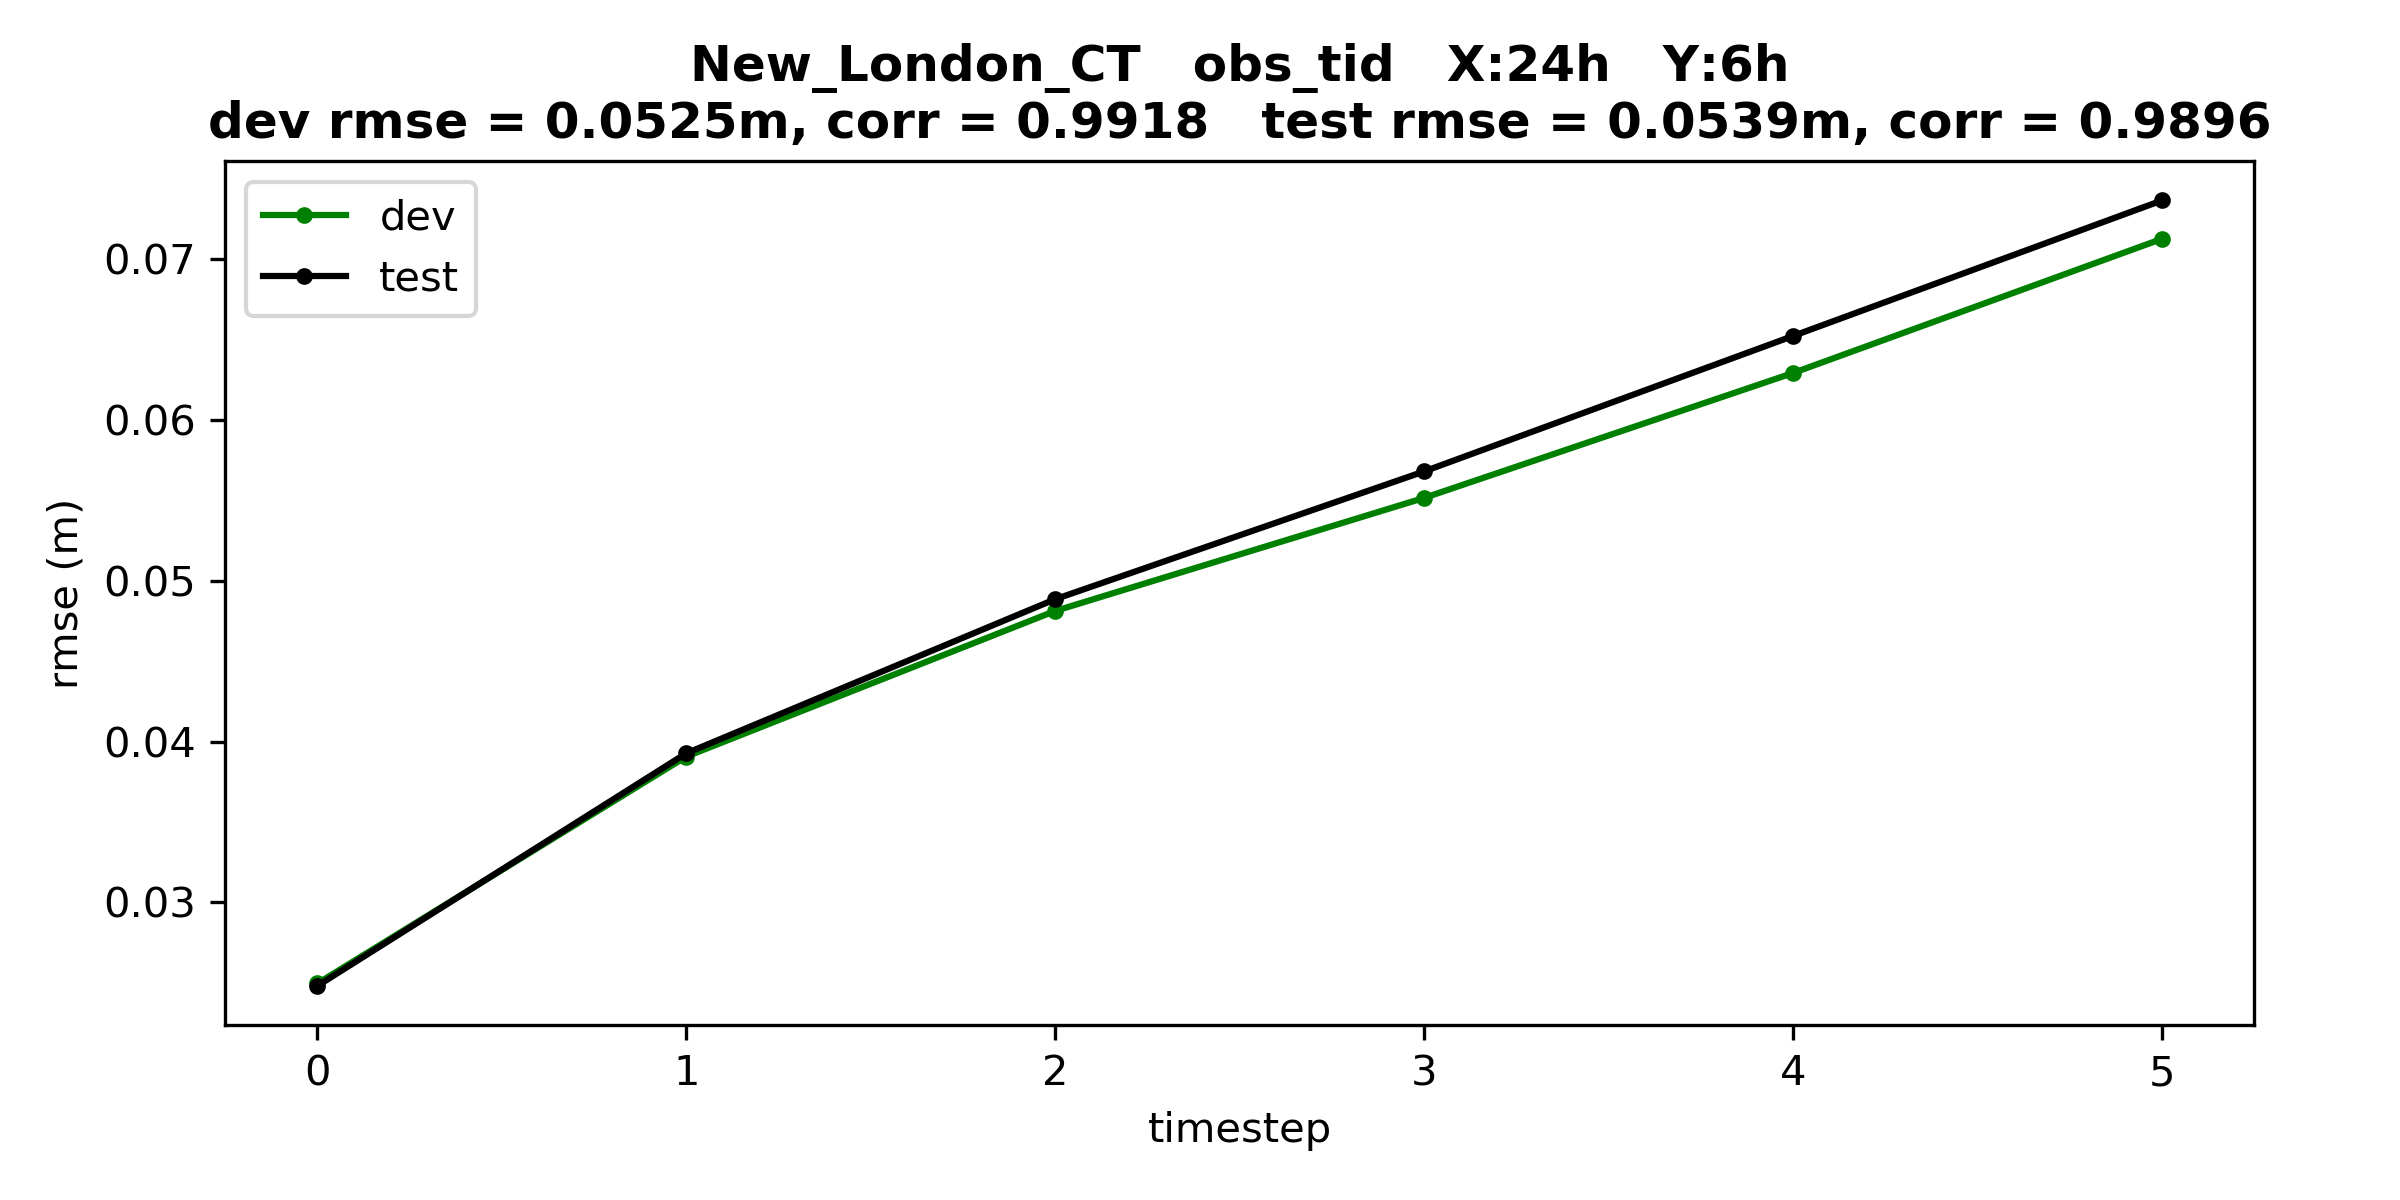 New_London_CT obs_tid X:24h Y:6h
dev rmse = 0.0525m, corr = 0.9918 test rmse = 0.0539m, corr = 0.9896
dev
test
0.07
0.06
0.05
0.04
0.03
rmse (m)
0 1 2 3 4 5
timestep